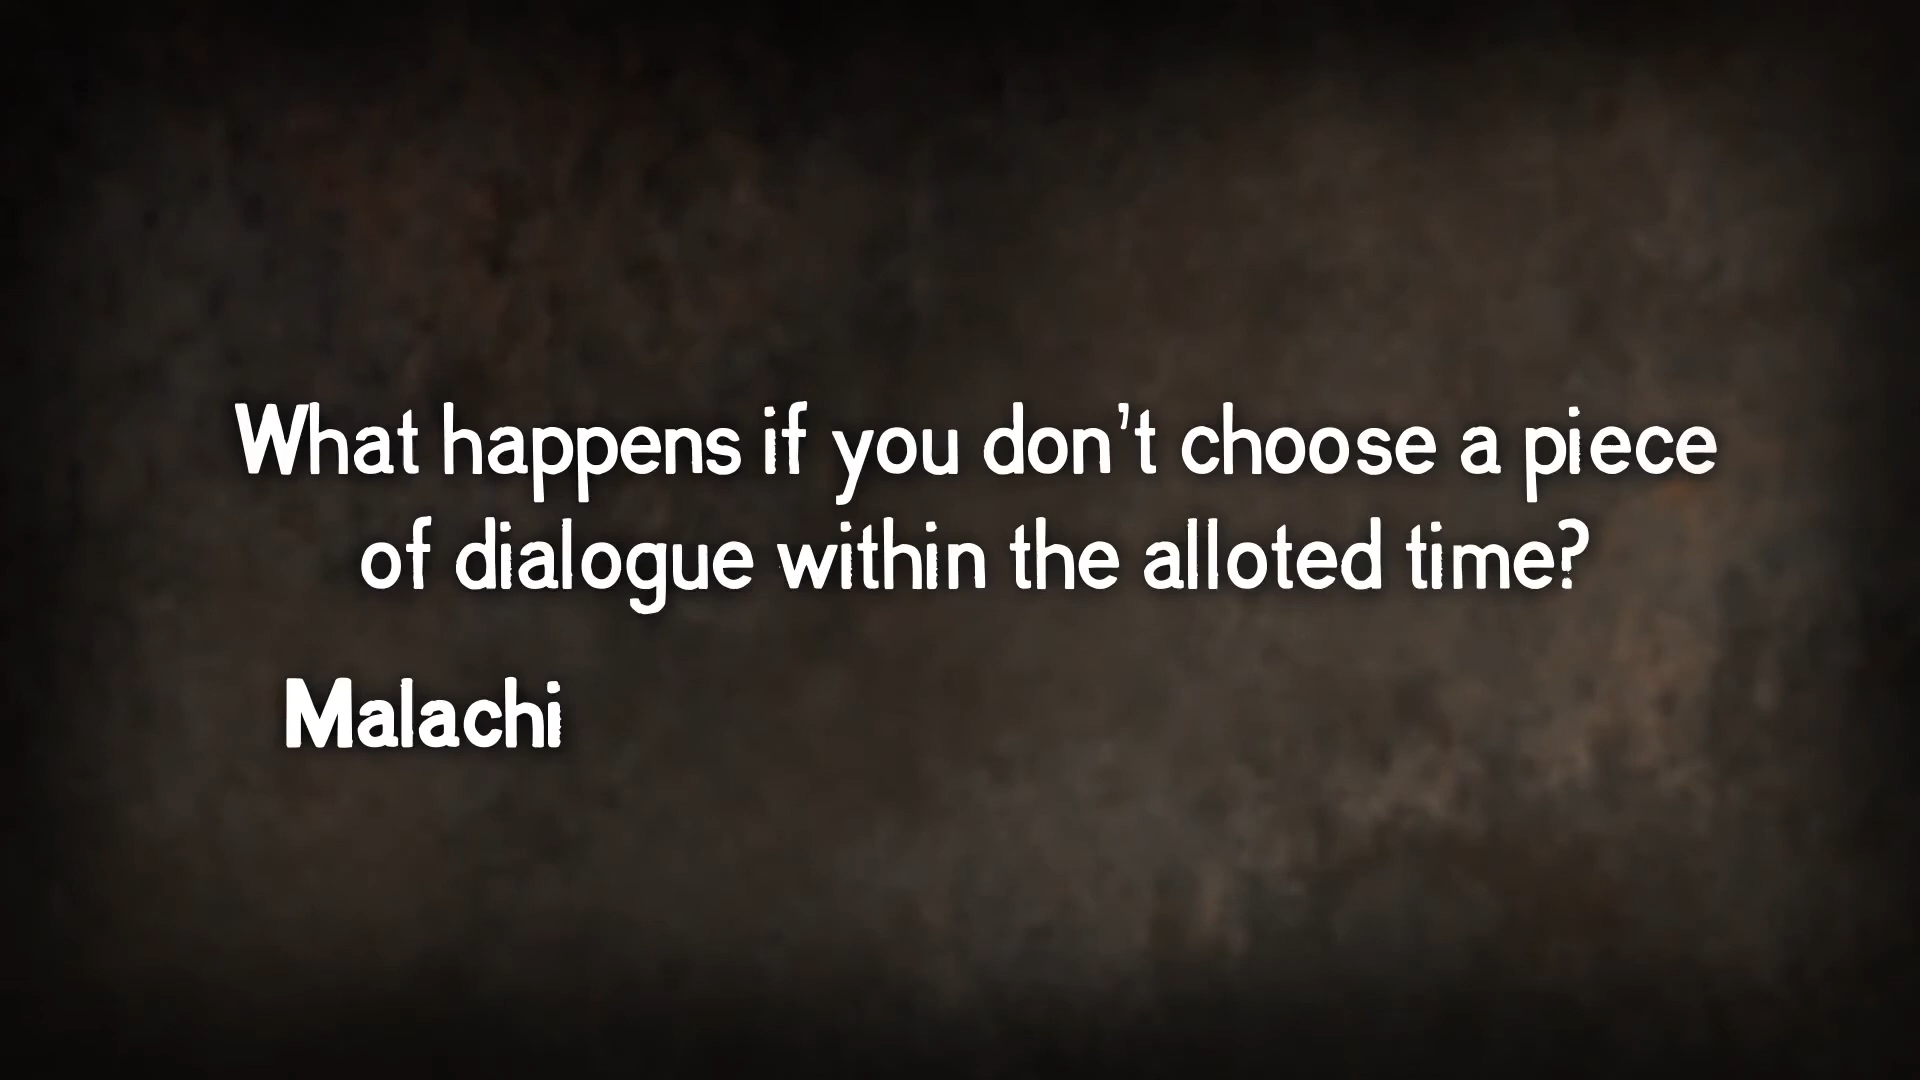 What happens if you don't choose a piece
of dialogue within the alloted time?
Malachi